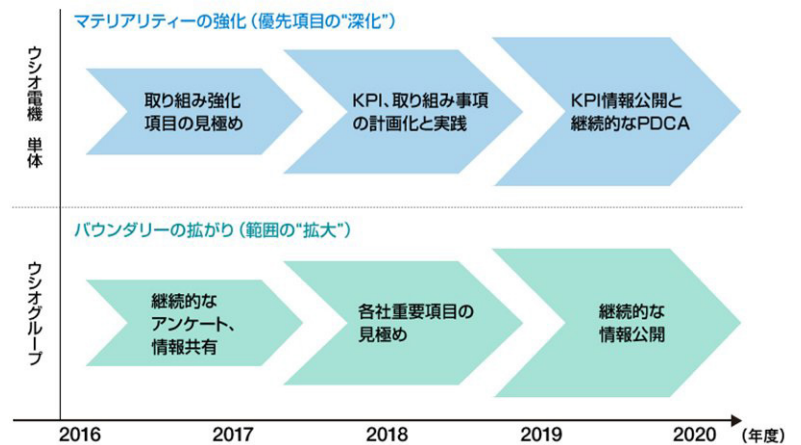 マテリアリティーの強化（優先項目の“深化”）
ウシオ電機 単体
取り組み強化
項目の見極め
KPI、取り組み事項
の計画化と実践
KPI情報公開と
継続的なPDCA
バウンダリーの拡がり（範囲の“拡大”）
ウシオグループ
継続的な
アンケート、
情報共有
各社重要項目の
見極め
継続的な
情報公開
2016 2017 2018 2019 2020 （年度）